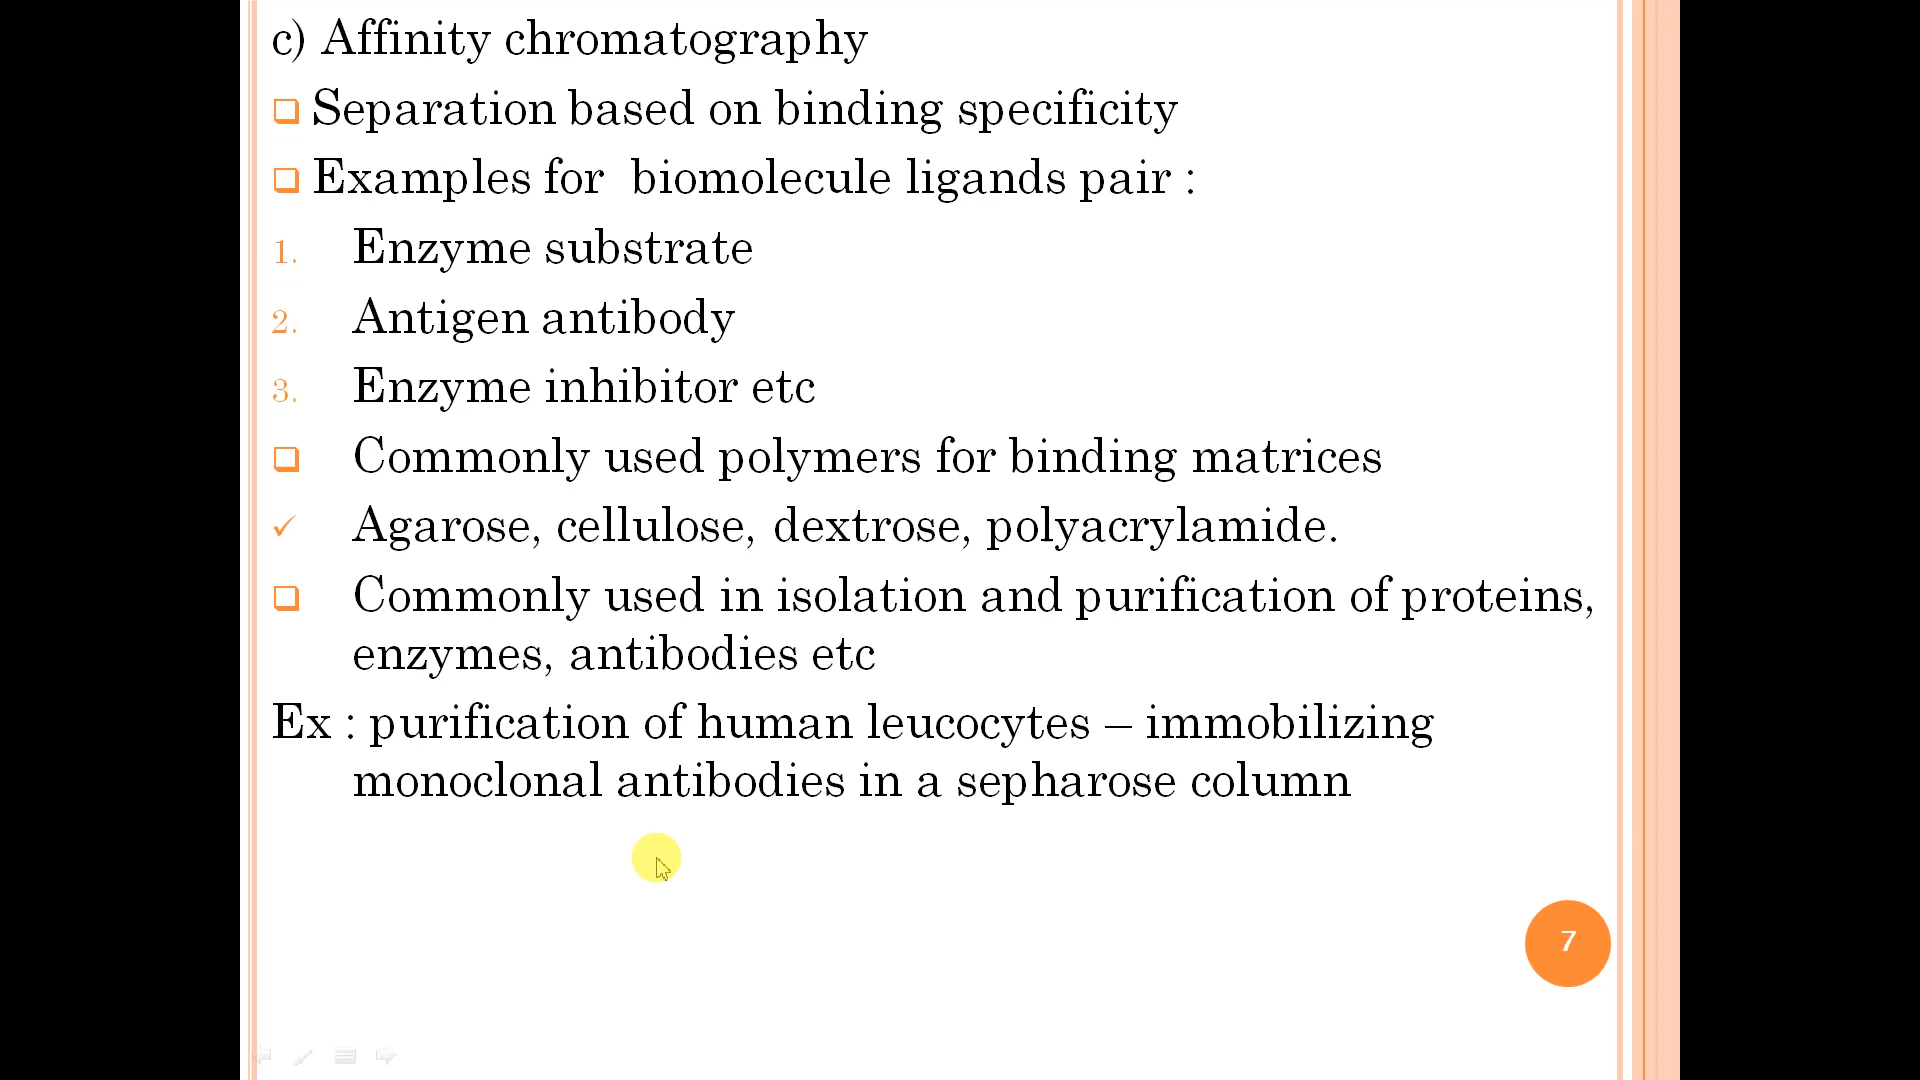 c) Affinity chromatography
❑ Separation based on binding specificity
❑ Examples for biomolecule ligands pair :
1. Enzyme substrate
2. Antigen antibody
3. Enzyme inhibitor etc
❑ Commonly used polymers for binding matrices
✓ Agarose, cellulose, dextrose, polyacrylamide.
❑ Commonly used in isolation and purification of proteins,
enzymes, antibodies etc
Ex : purification of human leucocytes – immobilizing
monoclonal antibodies in a sepharose column
7